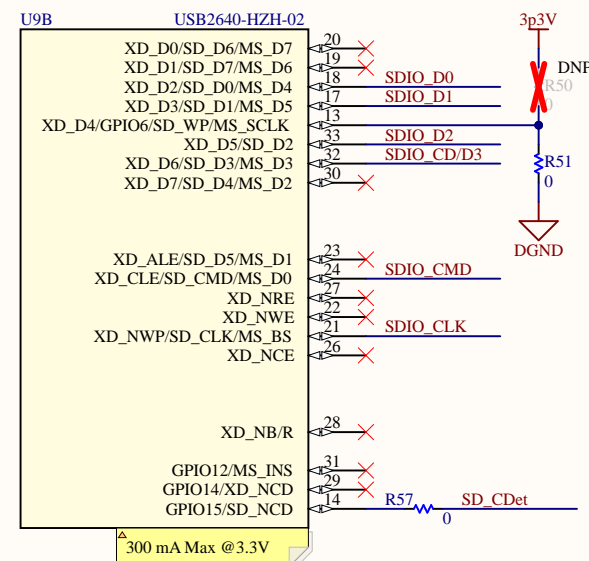 U9B USB2640-HZH-02 3p3V
XD_D0/SD_D6/MS_D7 20
XD_D1/SD_D7/MS_D6 19
DNP
XD_D2/SD_D0/MS_D4 18 SDIO_D0 R50
XD_D3/SD_D1/MS_D5 17 SDIO_D1 0
XD_D4/GPIO6/SD_WP/MS_SCLK 13
XD_D5/SD_D2 33 SDIO_D2
XD_D6/SD_D3/MS_D3 32 SDIO_CD/D3 R51
XD_D7/SD_D4/MS_D2 30 0
DGND
XD_ALE/SD_D5/MS_D1 23
XD_CLE/SD_CMD/MS_D0 24 SDIO_CMD
XD_NRE 27
XD_NWE 22
XD_NWP/SD_CLK/MS_BS 21 SDIO_CLK
XD_NCE 26
XD_NB/R 28
GPIO12/MS_INS 31
GPIO14/XD_NCD 29
GPIO15/SD_NCD 14 R57 SD_CDet
0
300 mA Max @3.3V